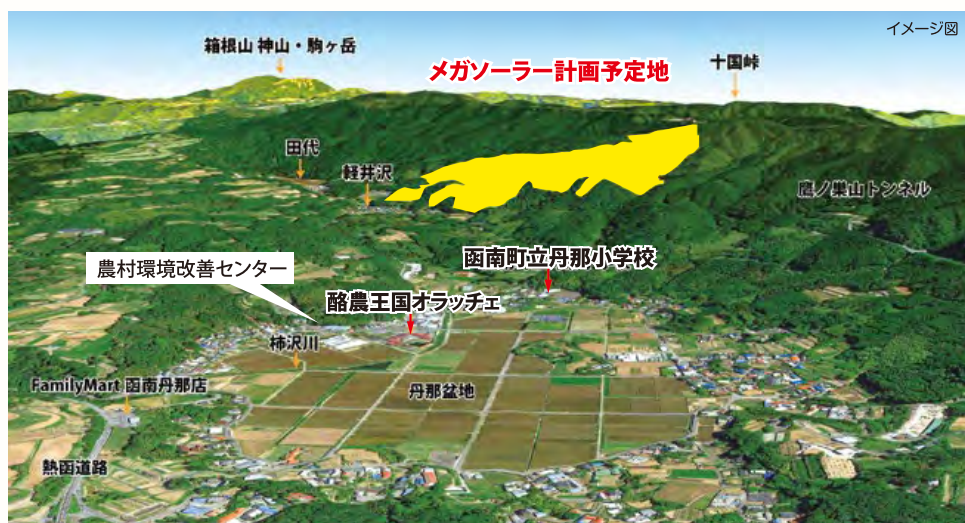 イメージ図
箱根山 神山・駒ヶ岳
メガソーラー計画予定地
十国峠
田代
軽井沢
鷹ノ巣山トンネル
函南町立丹那小学校
農村環境改善センター
酪農王国オラッチェ
柿沢川
FamilyMart 函南丹那店
丹那盆地
熱函道路